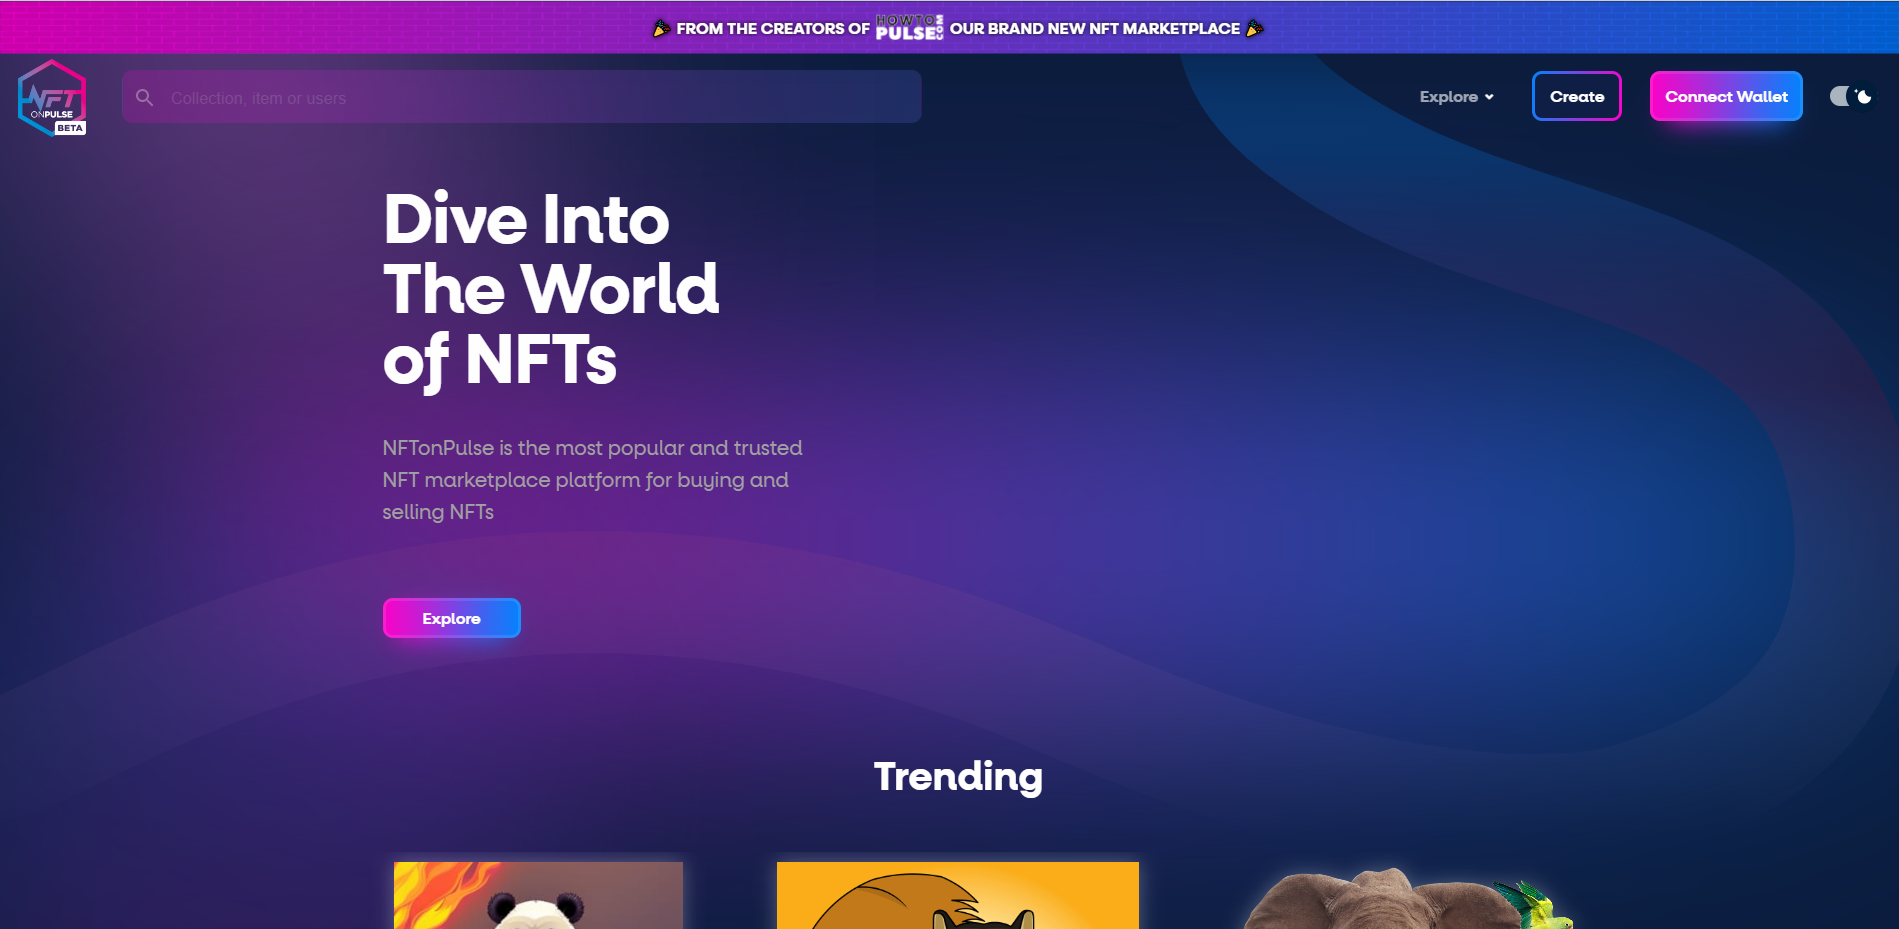 FROM THE CREATORS OF HOWTO PULSE.COM OUR BRAND NEW NFT MARKETPLACE
NFT
ONPULSE
BETA
Collection, item or users
Explore
Create
Connect Wallet
Dive Into
The World
of NFTs
NFTonPulse is the most popular and trusted
NFT marketplace platform for buying and
selling NFTs
Explore
Trending